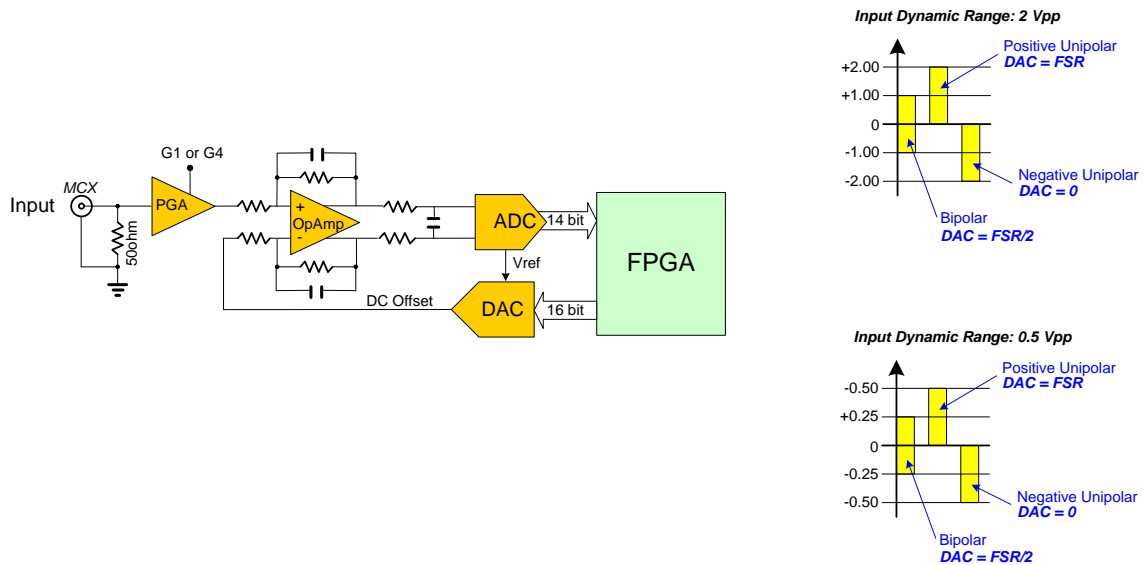 Input Dynamic Range: 2 Vpp
Positive Unipolar
DAC = FSR
+2.00
+1.00
0
-1.00
-2.00
Negative Unipolar
DAC = 0
Bipolar
DAC = FSR/2
G1 or G4
MCX
Input
PGA
50ohm
+
OpAmp
-
ADC
14 bit
FPGA
Vref
DC Offset
DAC
16 bit
Input Dynamic Range: 0.5 Vpp
Positive Unipolar
DAC = FSR
-0.50
+0.25
0
-0.25
-0.50
Negative Unipolar
DAC = 0
Bipolar
DAC = FSR/2